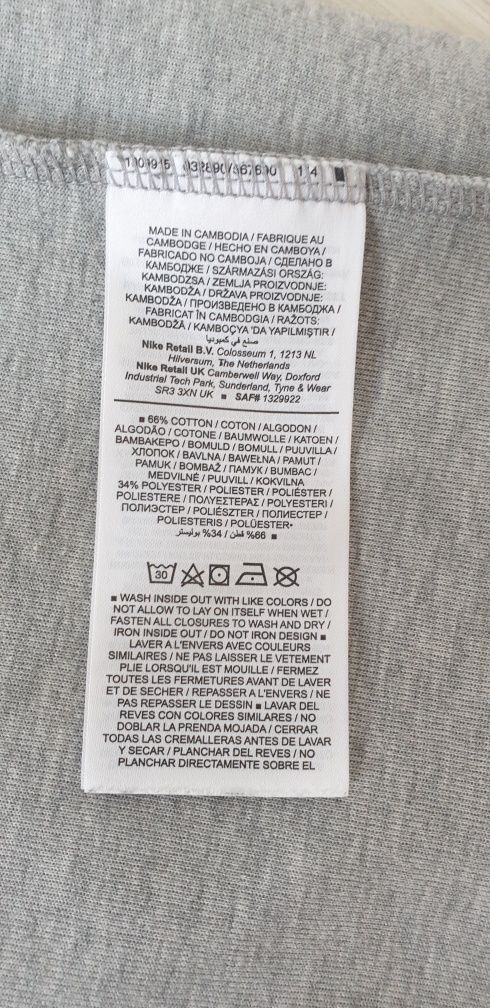 MADE IN CAMBODIA / FABRIQUE AU
CAMBODGE / HECHO EN CAMBOYA /
FABRICADO NO CAMBOJA / СДЕЛАНО В
КАМБОДЖЕ / SZÁRMAZÁSI ORSZÁG:
KAMBODZSA / ZEMLJA PROIZVODNJE:
KAMBODŽA / DRŽAVA PROIZVODNJE:
KAMBODŽA / ПРОИЗВЕДЕНО В КАМБОДЖА /
FABRICAT ÎN CAMBODGIA / RAŽOTS:
KAMBODŽĀ / KAMBOÇYA 'DA YAPILMIŞTIR /
صنع في كمبوديا
Nike Retail B.V. Colosseum 1, 1213 NL
Hilversum, The Netherlands
Nike Retail UK Camberwell Way, Doxford
Industrial Tech Park, Sunderland, Tyne & Wear
SR3 3XN UK ■ SAF# 1329922
■ 66% COTTON / COTON / ALGODON /
ALGODÃO / COTONE / BAUMWOLLE / KATOEN /
ΒΑΜΒΑΚΕΡΟ / BOMULD / BOMULL / PUUVILLA /
ХЛОПОК / BAVLNA / BAWEŁNA / PAMUT /
PAMUK / BOMBAŽ / ПАМУК / BUMBAC /
MEDVILNĖ / PUUVILL / KOKVILNA
34% POLYESTER / POLIESTER / POLIÉSTER /
POLIESTERE / ΠΟΛΥΕΣΤΕΡΑΣ / POLYESTERI /
ПОЛИЭСТЕР / POLIÉSZTER / ПОЛИЕСТЕР /
POLIESTERIS / POLÜESTER•
66% قطن / 34% بوليستر ■
30
■ WASH INSIDE OUT WITH LIKE COLORS / DO
NOT ALLOW TO LAY ON ITSELF WHEN WET /
FASTEN ALL CLOSURES TO WASH AND DRY /
IRON INSIDE OUT / DO NOT IRON DESIGN ■
LAVER A L'ENVERS AVEC COULEURS
SIMILAIRES / NE PAS LAISSER LE VETEMENT
PLIE LORSQU'IL EST MOUILLE / FERMEZ
TOUTES LES FERMETURES AVANT DE LAVER
ET DE SECHER / REPASSER A L'ENVERS / NE
PAS REPASSER LE DESSIN ■ LAVAR DEL
REVES CON COLORES SIMILARES / NO
DOBLAR LA PRENDA MOJADA / CERRAR
TODAS LAS CREMALLERAS ANTES DE LAVAR
Y SECAR / PLANCHAR DEL REVES / NO
PLANCHAR DIRECTAMENTE SOBRE EL